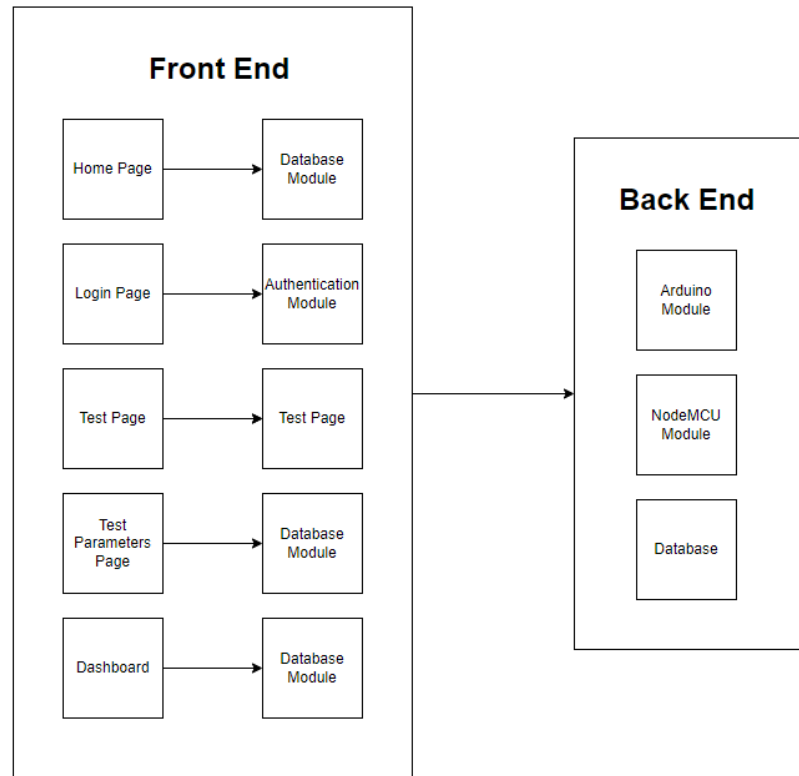 Front End
Home Page
Database
Module
Login Page
Authentication
Module
Test Page
Test Page
Test
Parameters
Page
Database
Module
Dashboard
Database
Module
Back End
Arduino
Module
NodeMCU
Module
Database